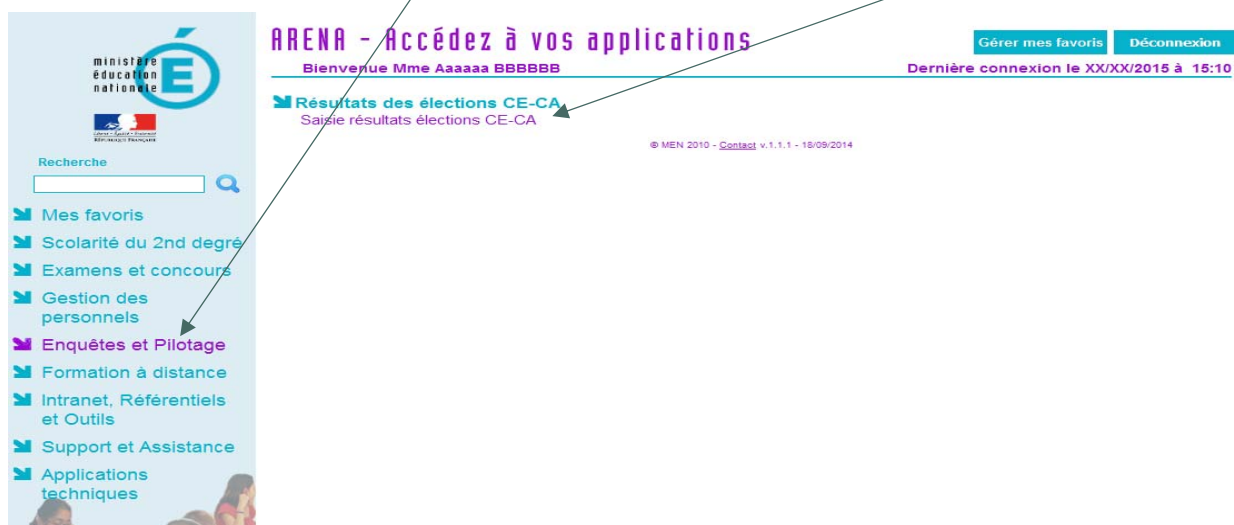 ministère
éducation
nationale
Liberté • Égalité • Fraternité
RÉPUBLIQUE FRANÇAISE
Recherche
Mes favoris
Scolarité du 2nd degré
Examens et concours
Gestion des
personnels
Enquêtes et Pilotage
Formation à distance
Intranet, Référentiels
et Outils
Support et Assistance
Applications
techniques
ARENA - Accédez à vos applications
Gérer mes favoris
Déconnexion
Bienvenue Mme Aaaaaa BBBBBB
Dernière connexion le XX/XX/2015 à 15:10
Résultats des élections CE-CA
Saisie résultats élections CE-CA
© MEN 2010 - Contact v.1.1.1 - 18/09/2014